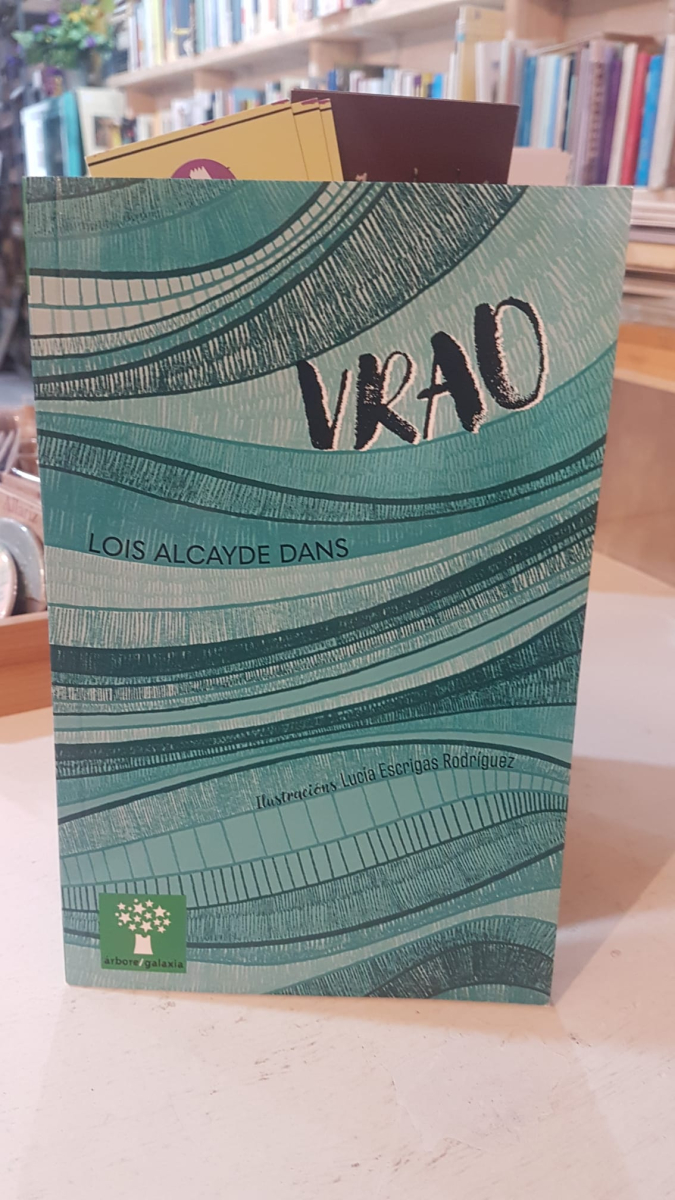 VRAO
LOIS ALCAYDE DANS
Ilustracións Lucía Escrigas Rodríguez
árbore/galaxia